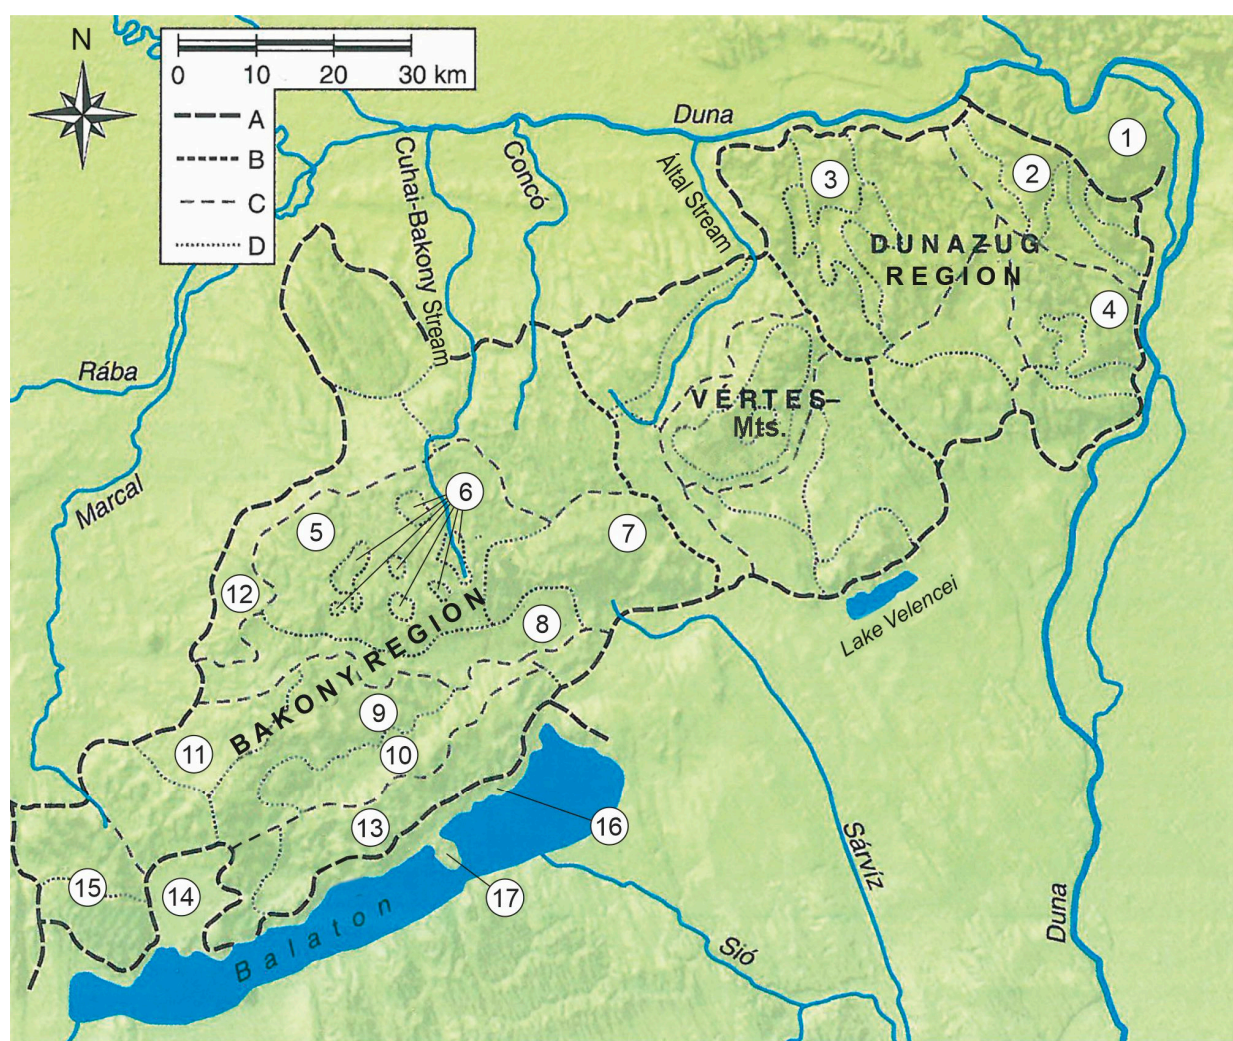 N
0 10 20 30 km
A
B
C
D
Duna
Cuhai-Bakony Stream
Concó
Által Stream
1
2
3
DUNAZUG
REGION
4
Rába
VÉRTES–
Mts.
Marcal
5
6
7
12
8
Lake Velencei
BAKONY REGION
9
10
11
13
16
14
15
17
Balaton
Sió
Sárvíz
Duna